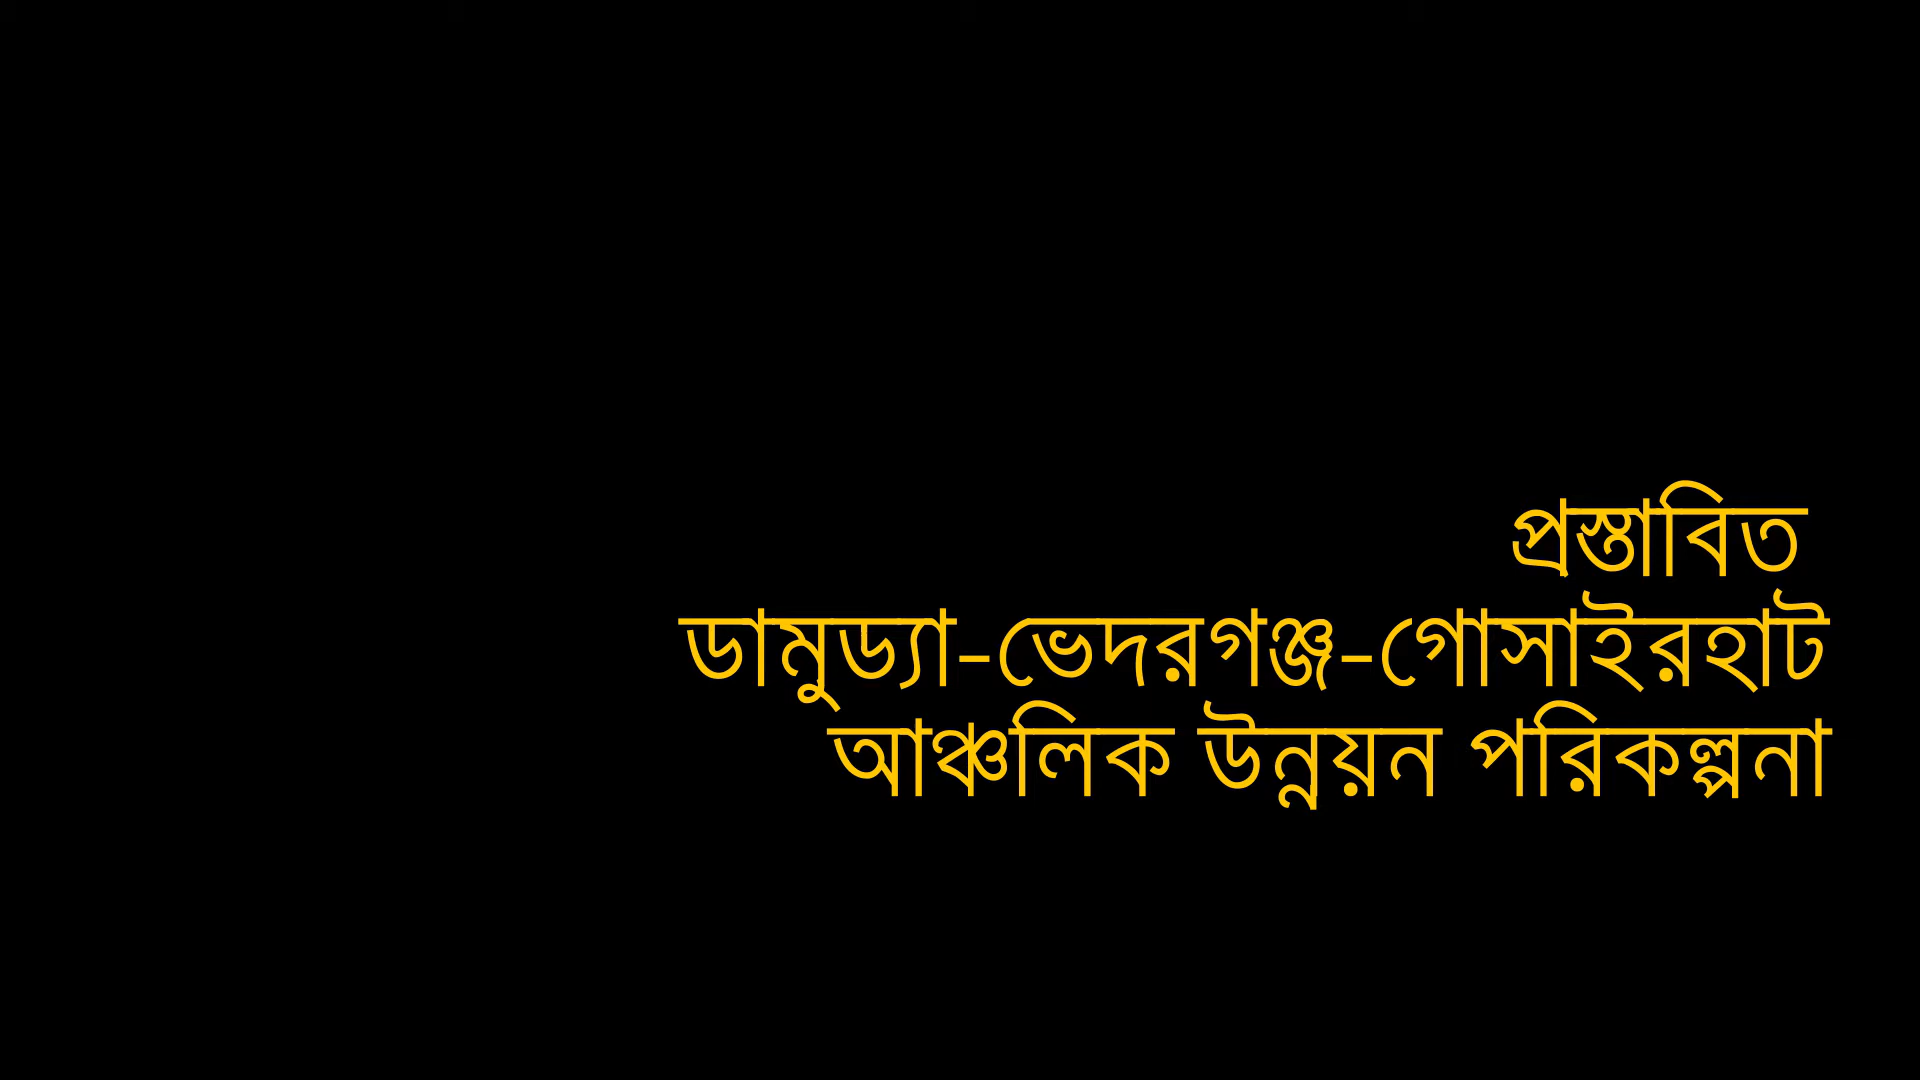 প্রস্তাবিত
ডামুড্যা-ভেদরগঞ্জ-গোসাইরহাট
আঞ্চলিক উন্নয়ন পরিকল্পনা